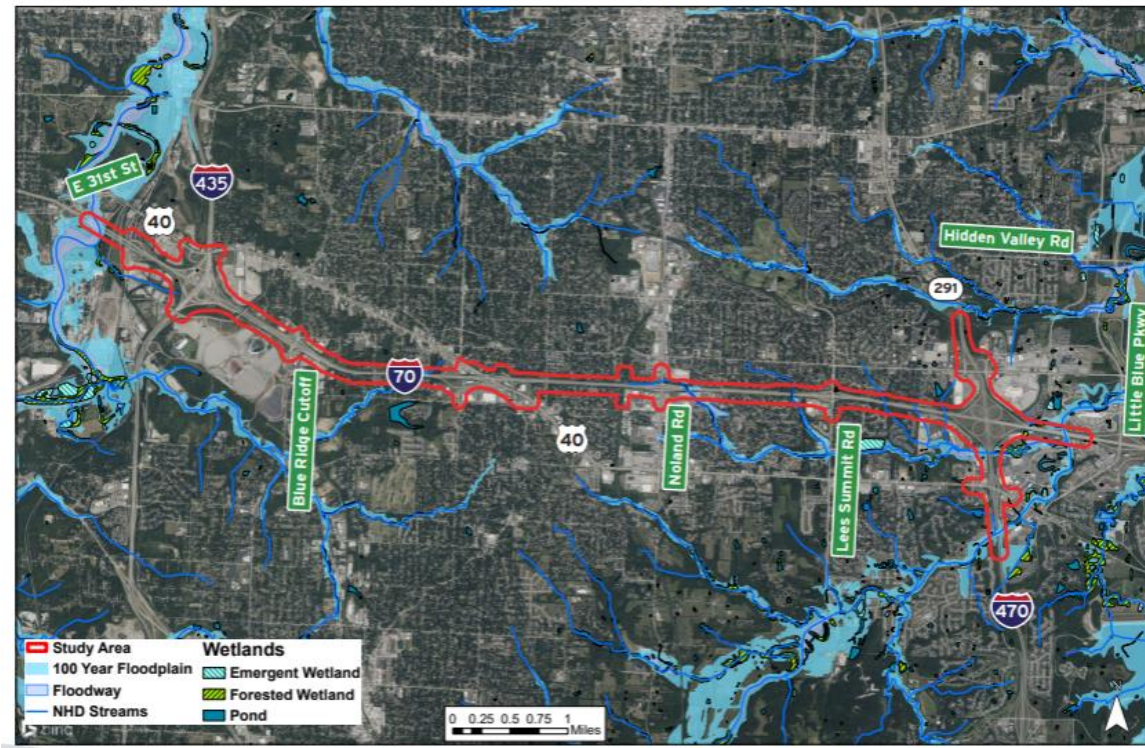 E 31st St
435
40
Hidden Valley Rd
291
Little Blue Pkwy
Blue Ridge Cutoff
70
40
Noland Rd
Lees Summit Rd
470
Study Area
100 Year Floodplain
Floodway
NHD Streams
Wetlands
Emergent Wetland
Forested Wetland
Pond
0 0.25 0.5 0.75 1
Miles